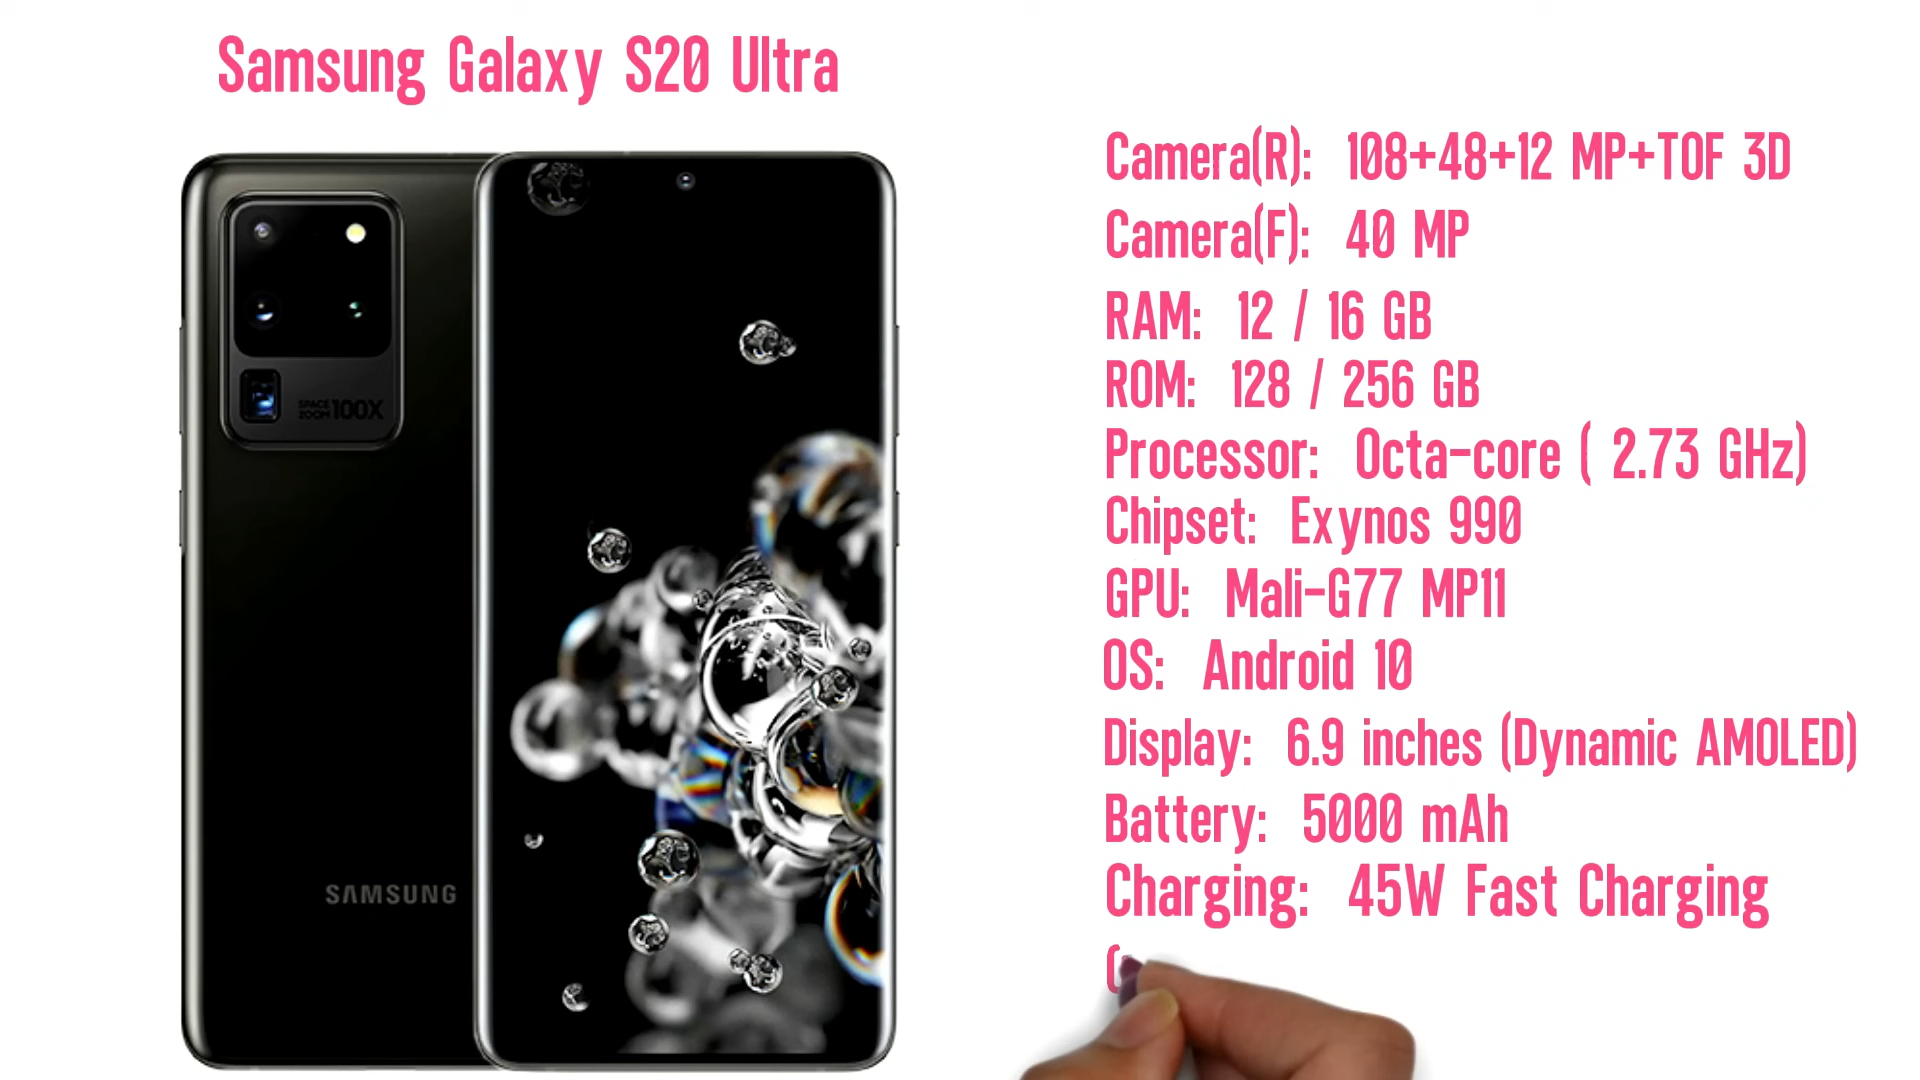 Samsung Galaxy S20 Ultra
Camera(R): 108+48+12 MP+TOF 3D
Camera(F): 40 MP
RAM: 12 / 16 GB
ROM: 128 / 256 GB
Processor: Octa-core ( 2.73 GHz)
Chipset: Exynos 990
GPU: Mali-G77 MP11
OS: Android 10
Display: 6.9 inches (Dynamic AMOLED)
Battery: 5000 mAh
Charging: 45W Fast Charging
SPACE
ZOOM 100X
SAMSUNG